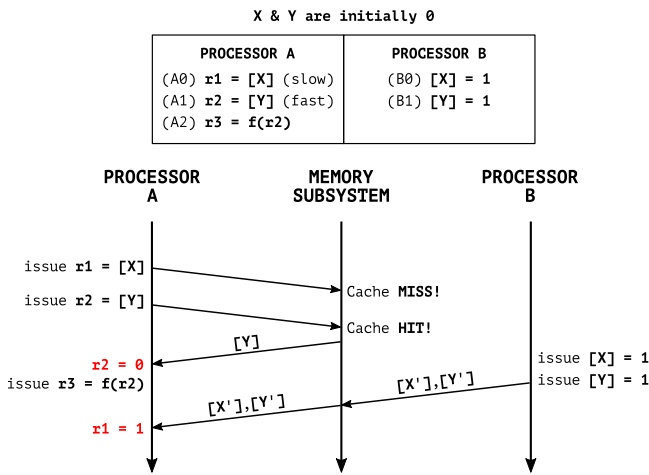 X & Y are initially 0
PROCESSOR A
(A0) r1 = [X] (slow)
(A1) r2 = [Y] (fast)
(A2) r3 = f(r2)
PROCESSOR B
(B0) [X] = 1
(B1) [Y] = 1
PROCESSOR
A
MEMORY
SUBSYSTEM
PROCESSOR
B
issue r1 = [X]
Cache MISS!
issue r2 = [Y]
Cache HIT!
[Y]
r2 = 0
issue [X] = 1
issue r3 = f(r2)
issue [Y] = 1
[X'],[Y']
[X'],[Y']
r1 = 1